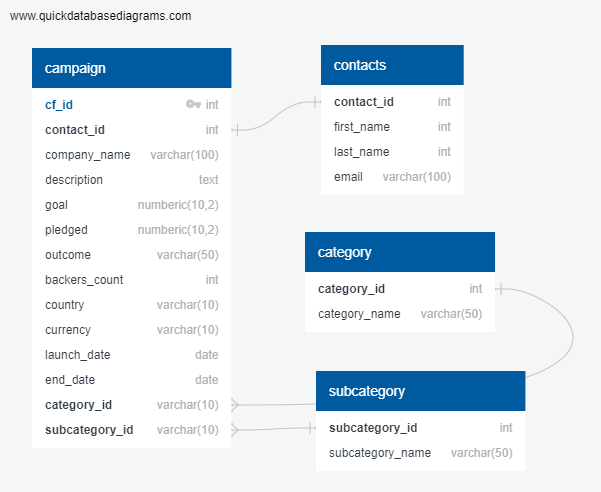 www.quickdatabasediagrams.com
campaign
cf_id int
contact_id int
company_name varchar(100)
description text
goal numberic(10,2)
pledged numberic(10,2)
outcome varchar(50)
backers_count int
country varchar(10)
currency varchar(10)
launch_date date
end_date date
category_id varchar(10)
subcategory_id varchar(10)
contacts
contact_id int
first_name int
last_name int
email varchar(100)
category
category_id int
category_name varchar(50)
subcategory
subcategory_id int
subcategory_name varchar(50)